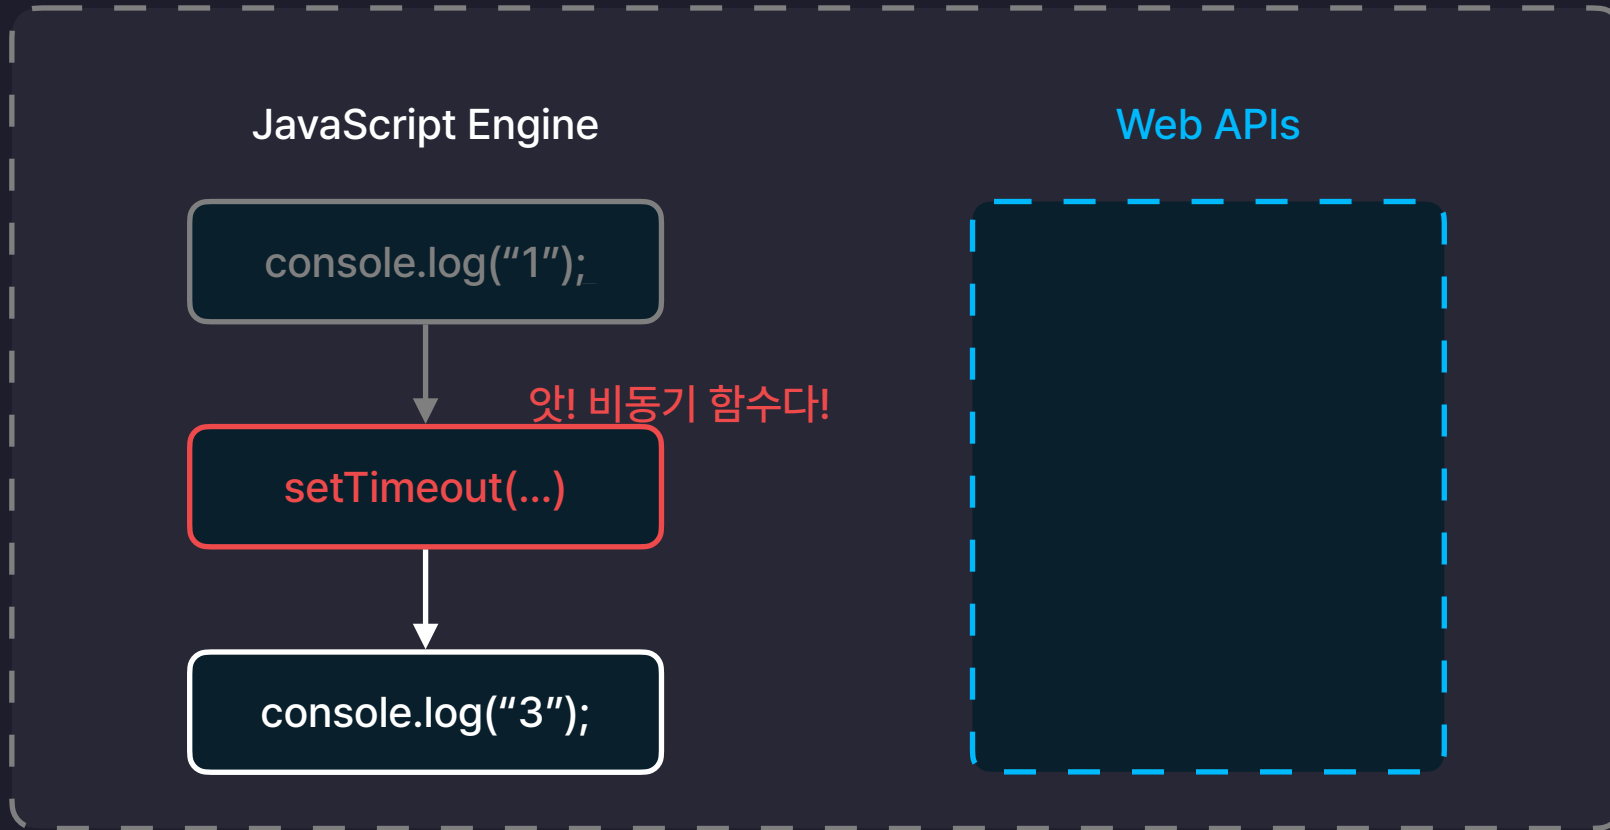 JavaScript Engine
Web APIs
console.log(“1”);
앗! 비동기 함수다!
setTimeout(...)
console.log(“3”);